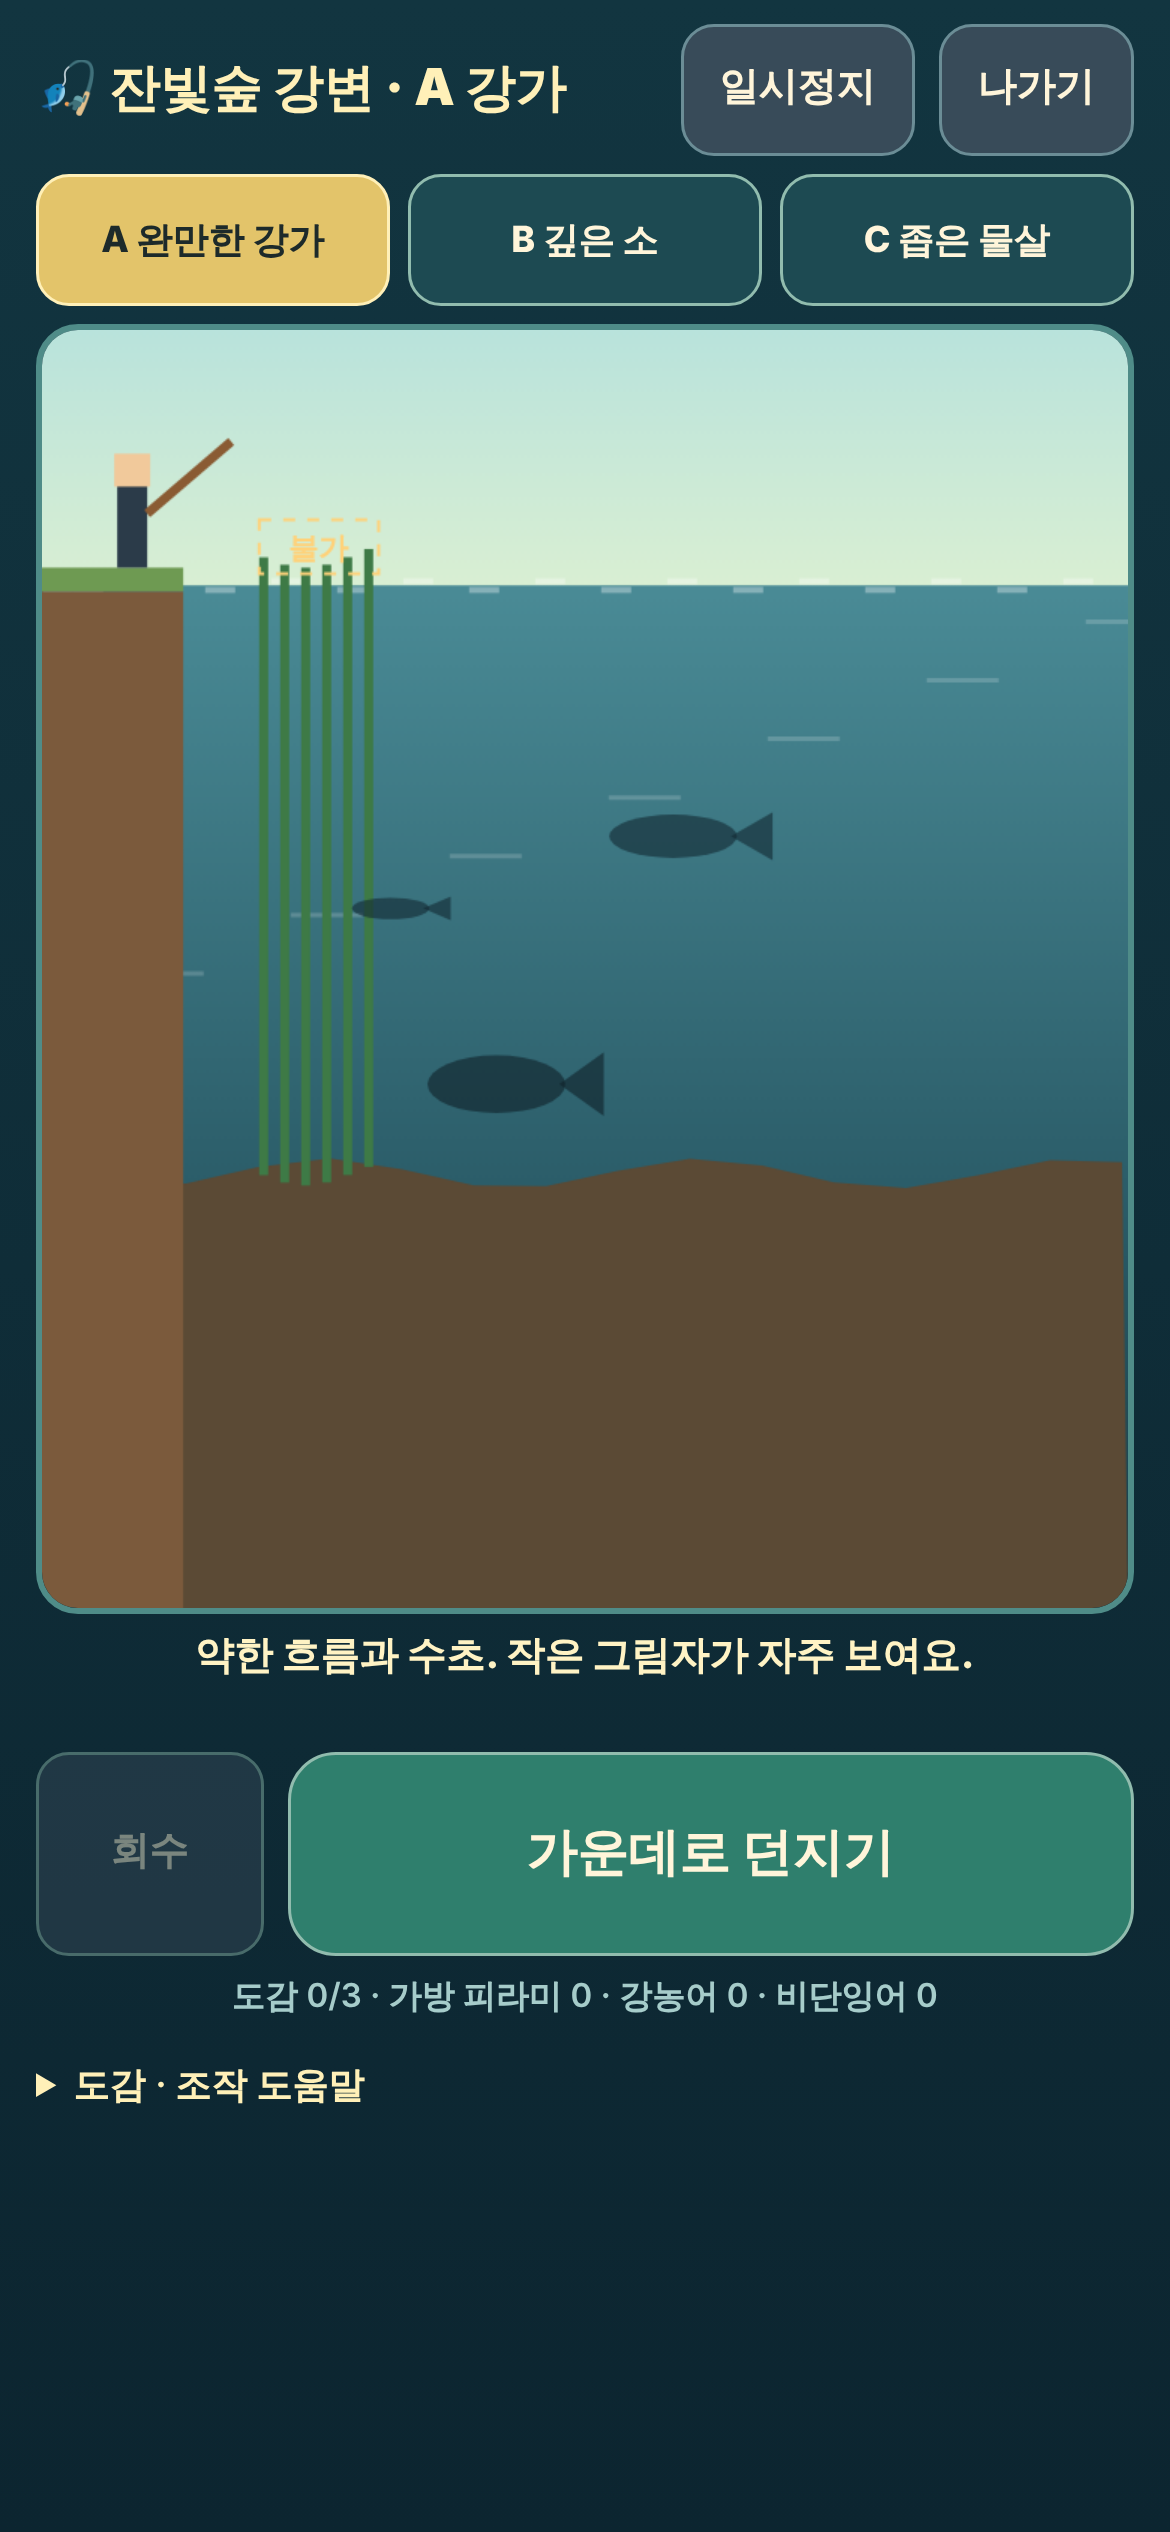 잔빛숲 강변 · A 강가
일시정지
나가기
A 완만한 강가
B 깊은 소
C 좁은 물살
불가
약한 흐름과 수초. 작은 그림자가 자주 보여요.
회수
가운데로 던지기
도감 0/3 · 가방 피라미 0 · 강농어 0 · 비단잉어 0
▶ 도감 · 조작 도움말